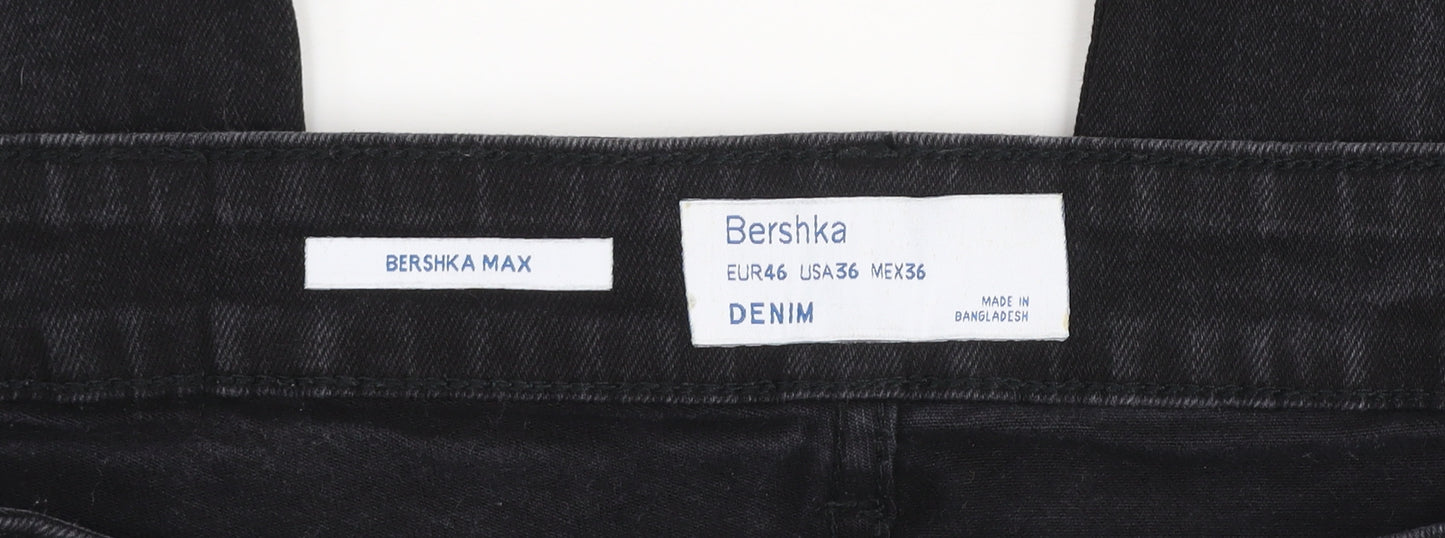 BERSHKA MAX
Bershka
EUR46 USA36 MEX36
DENIM
MADE IN
BANGLADESH